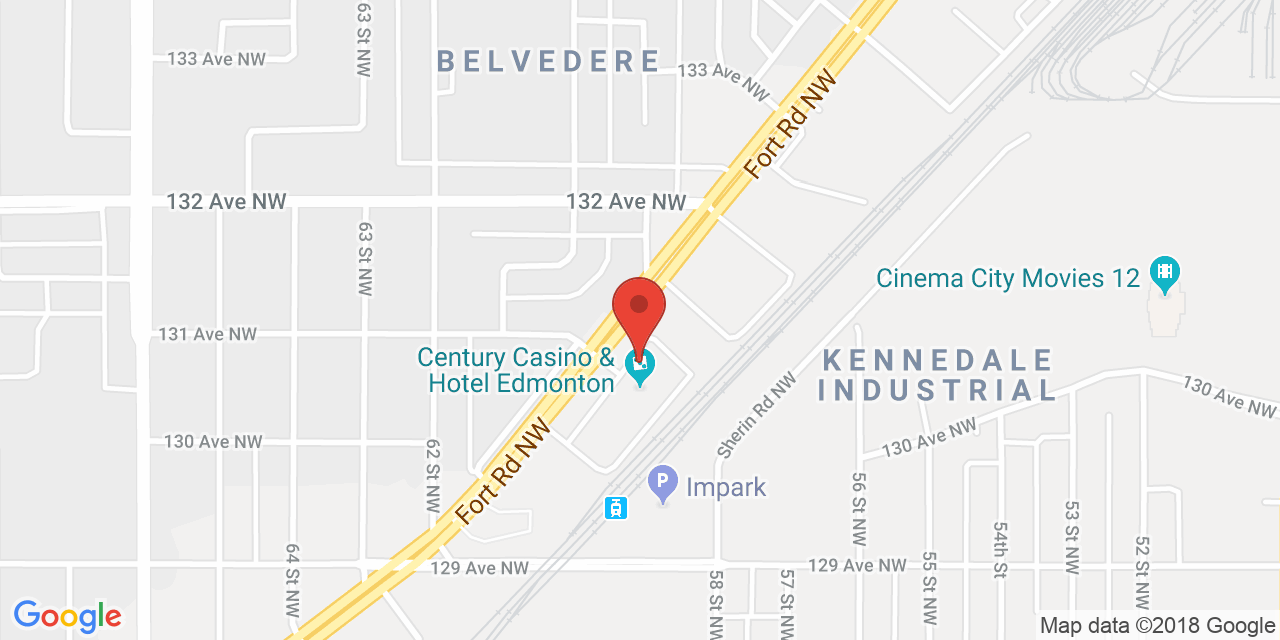 63 St NW
133 Ave NW
BELVEDERE
133 Ave NW
Fort Rd NW
132 Ave NW
132 Ave NW
63 St NW
Cinema City Movies 12
131 Ave NW
Century Casino &
Hotel Edmonton
KENNEDALE
INDUSTRIAL
130 Ave NW
Sherin Rd NW
130 Ave NW
130 Ave NW
62 St NW
Fort Rd NW
P
Impark
56 St NW
53 St NW
54th St
52 St NW
55 St NW
64 St NW
129 Ave NW
129 Ave NW
58 St NW
57 St NW
Google
Map data ©2018 Google